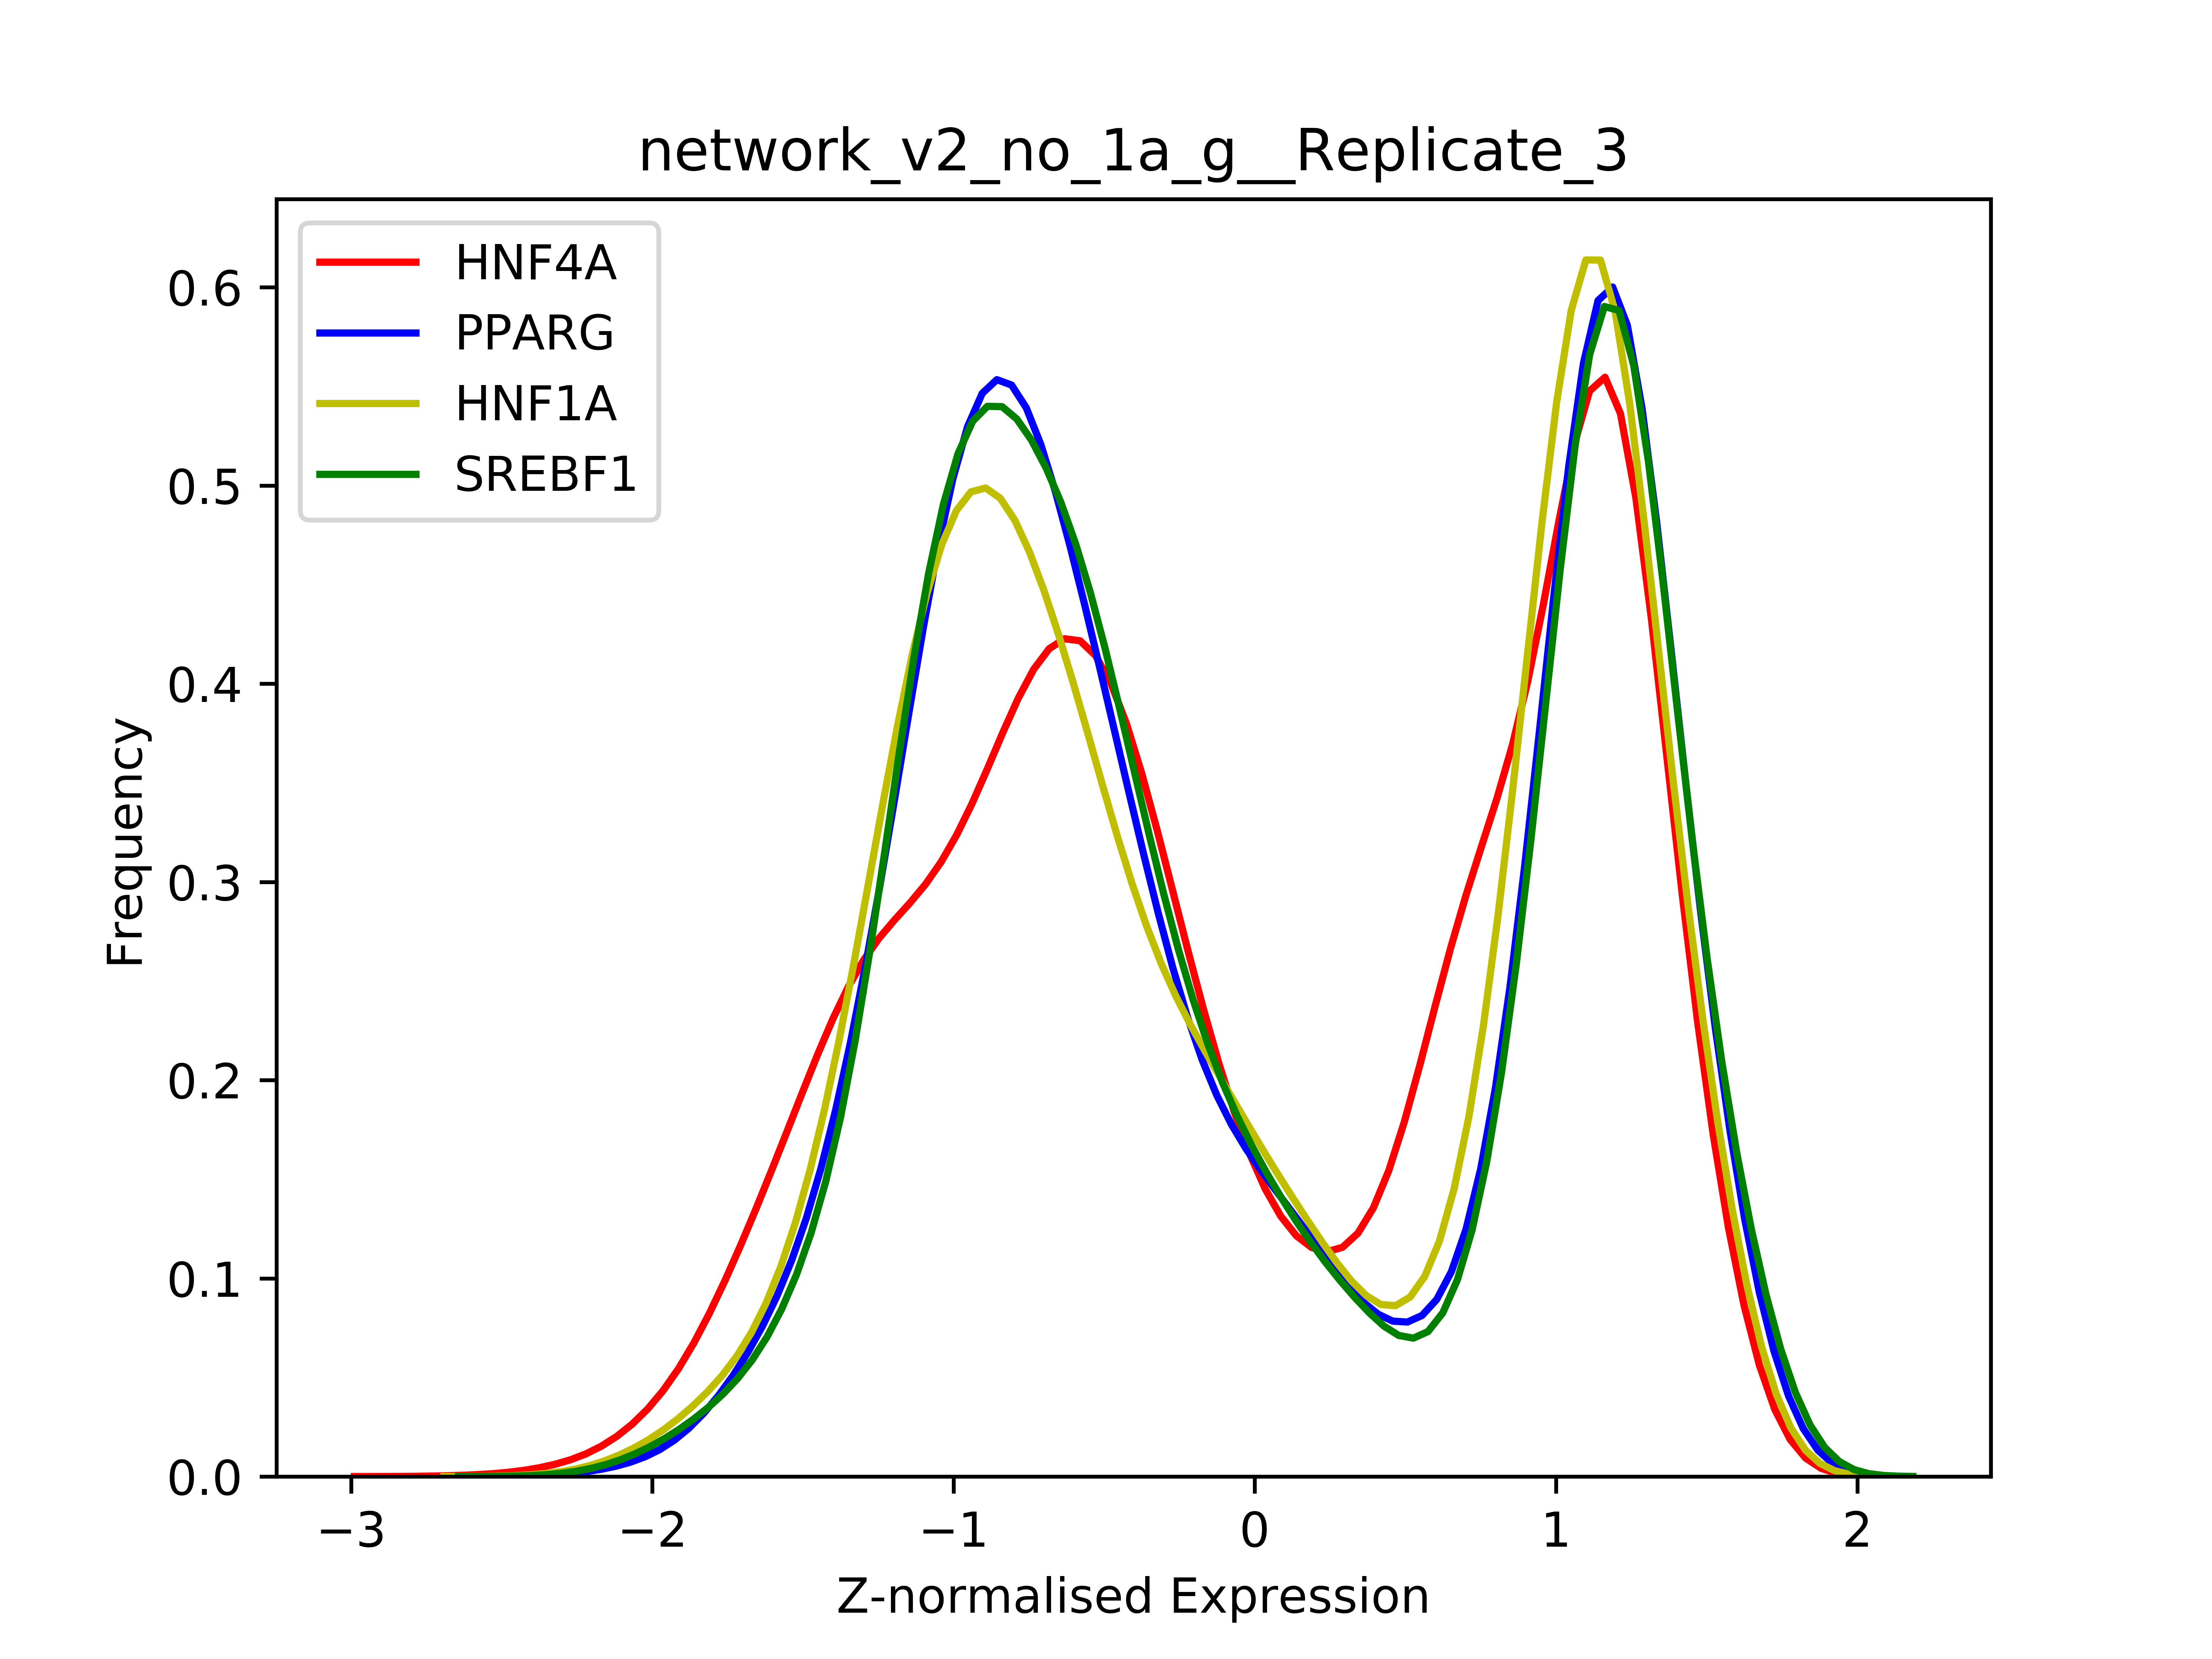 network_v2_no_1a_g__Replicate_3
HNF4A
PPARG
HNF1A
SREBF1
0.6
0.5
0.4
0.3
0.2
0.1
0.0
Frequency
−3 −2 −1 0 1 2
Z-normalised Expression